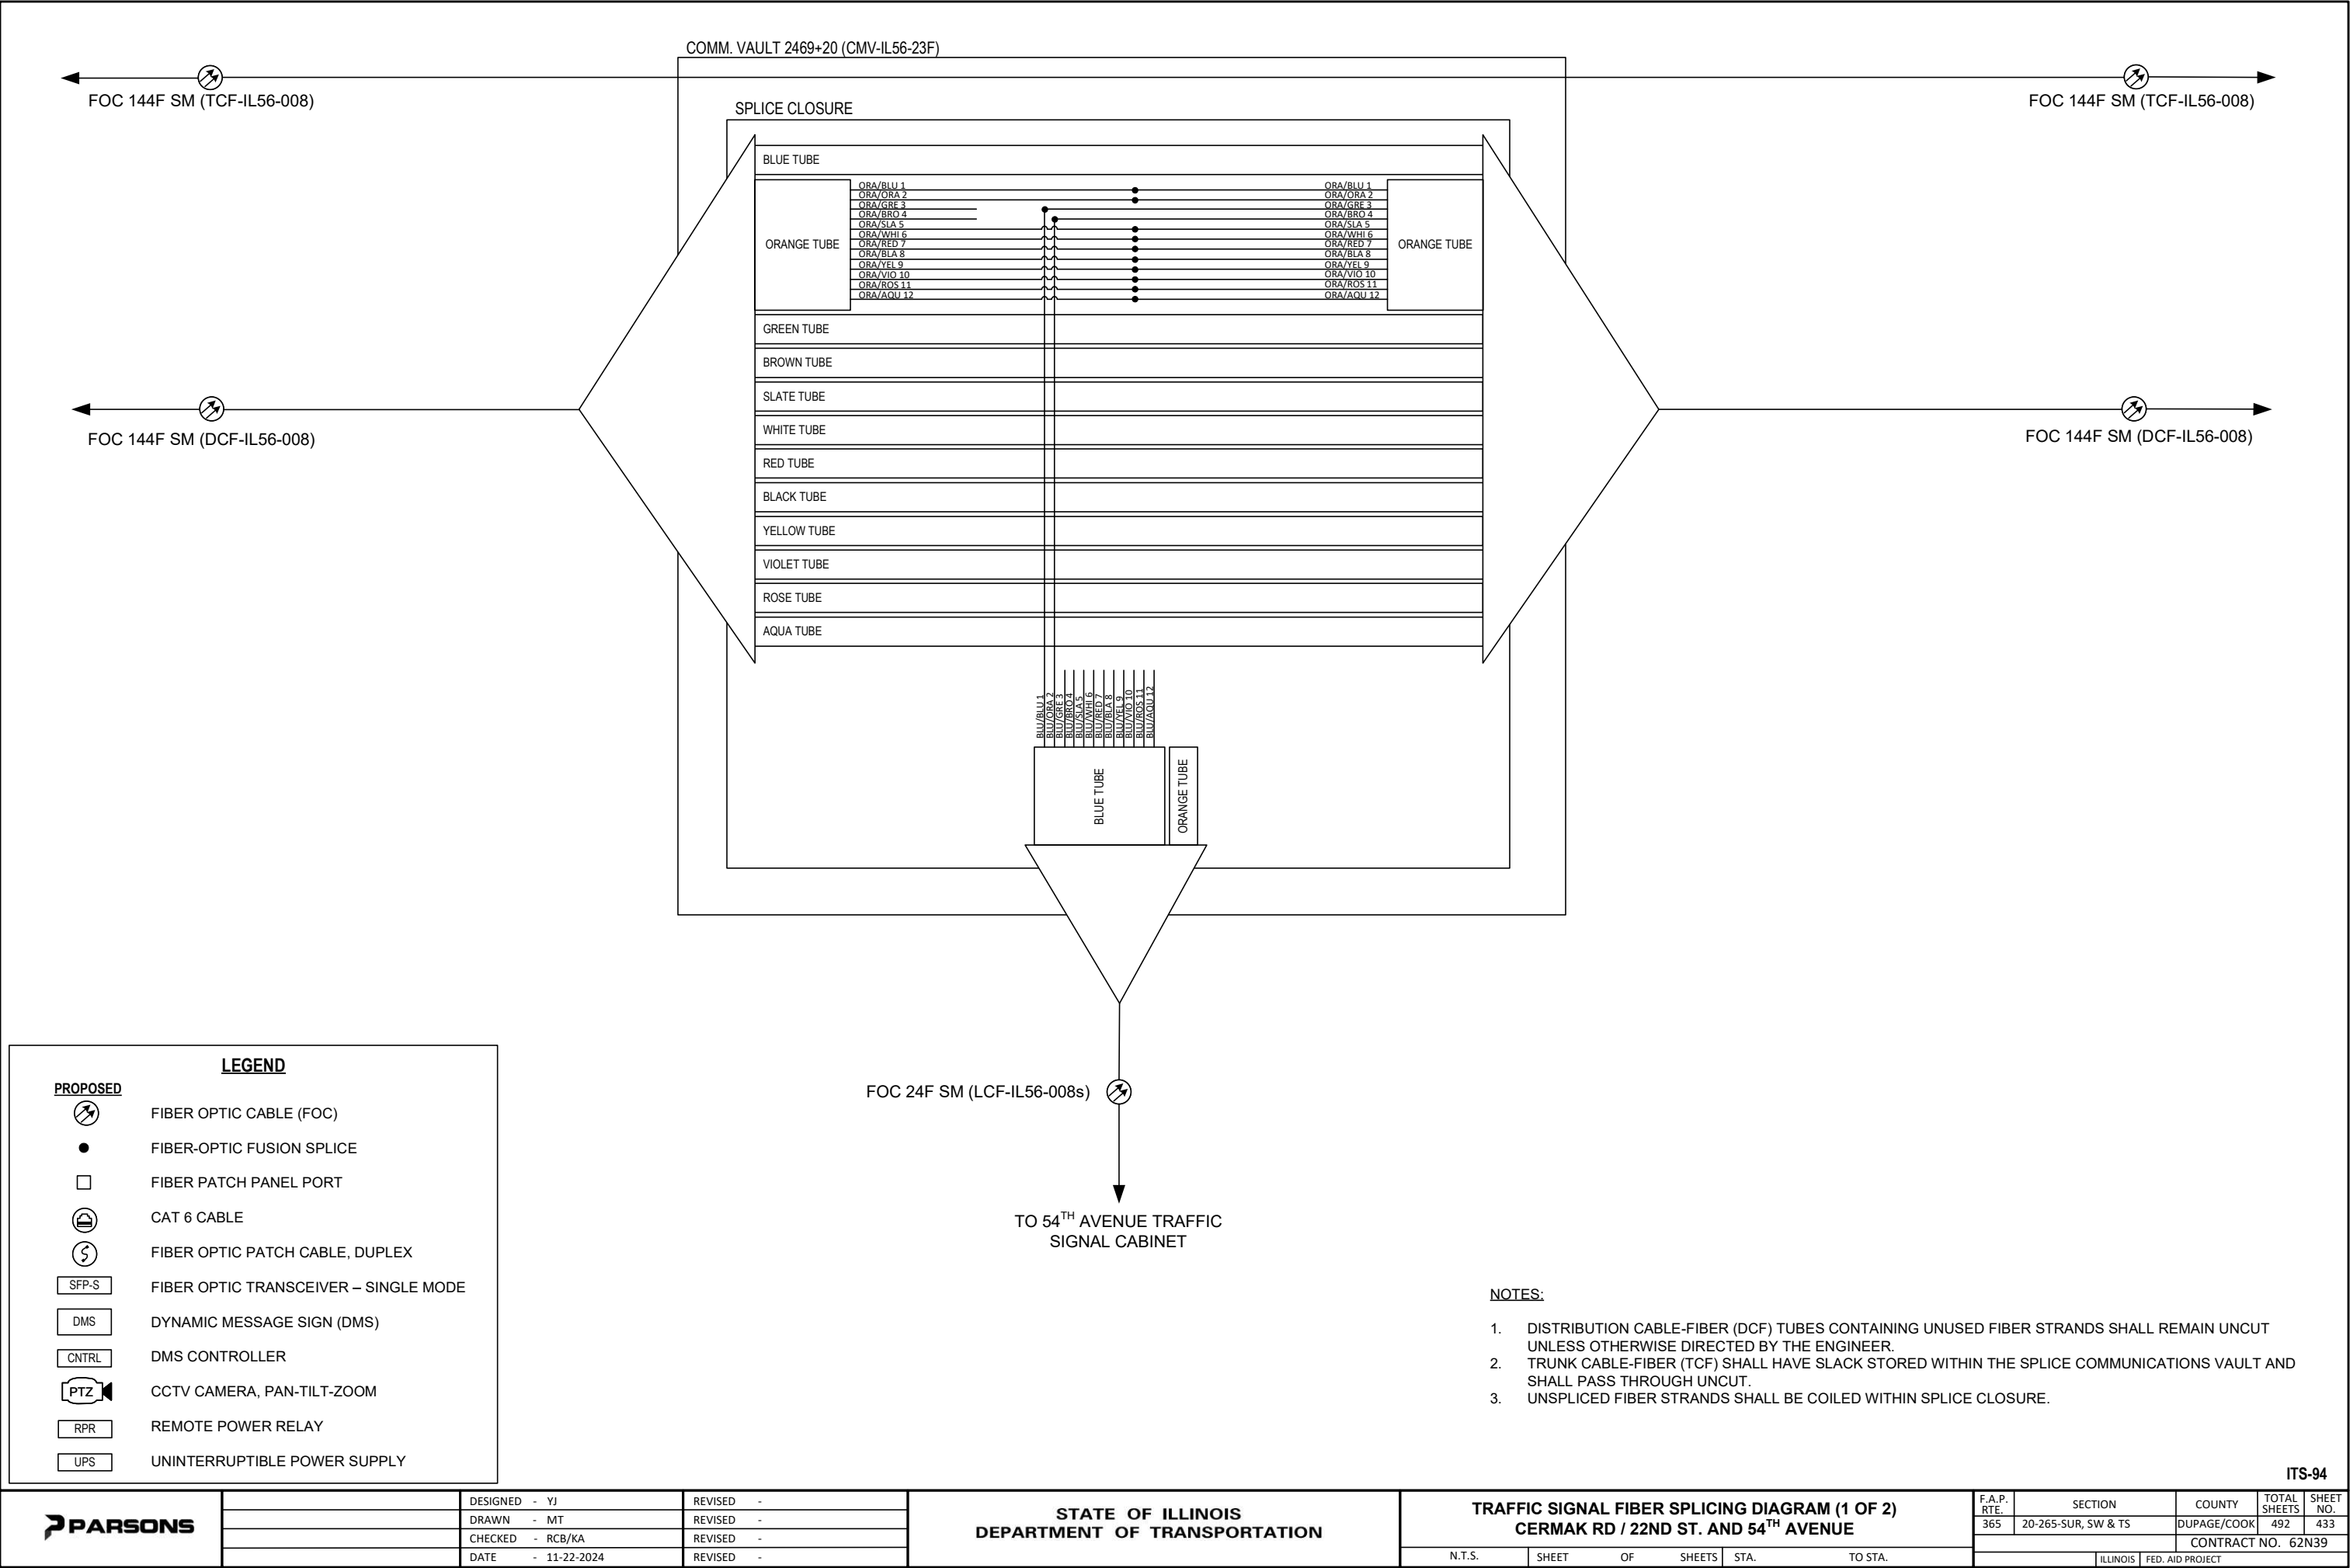 COMM. VAULT 2469+20 (CMV-IL56-23F)
FOC 144F SM (TCF-IL56-008)
FOC 144F SM (TCF-IL56-008)
SPLICE CLOSURE
BLUE TUBE
ORANGE TUBE
ORA/BLU 1
ORA/ORA 2
ORA/GRE 3
ORA/BRO 4
ORA/SLA 5
ORA/WHI 6
ORA/RED 7
ORA/BLA 8
ORA/YEL 9
ORA/VIO 10
ORA/ROS 11
ORA/AQU 12
ORA/BLU 1
ORA/ORA 2
ORA/GRE 3
ORA/BRO 4
ORA/SLA 5
ORA/WHI 6
ORA/RED 7
ORA/BLA 8
ORA/YEL 9
ORA/VIO 10
ORA/ROS 11
ORA/AQU 12
ORANGE TUBE
GREEN TUBE
BROWN TUBE
SLATE TUBE
WHITE TUBE
RED TUBE
BLACK TUBE
YELLOW TUBE
VIOLET TUBE
ROSE TUBE
AQUA TUBE
FOC 144F SM (DCF-IL56-008)
FOC 144F SM (DCF-IL56-008)
BLU/BLU 1
BLU/ORA 2
BLU/GRE 3
BLU/BRO 4
BLU/SLA 5
BLU/WHI 6
BLU/RED 7
BLU/BLA 8
BLU/YEL 9
BLU/VIO 10
BLU/ROS 11
BLU/AQU 12
BLUE TUBE
ORANGE TUBE
FOC 24F SM (LCF-IL56-008s)
TO 54TH AVENUE TRAFFIC
SIGNAL CABINET
LEGEND
PROPOSED
FIBER OPTIC CABLE (FOC)
FIBER-OPTIC FUSION SPLICE
FIBER PATCH PANEL PORT
CAT 6 CABLE
FIBER OPTIC PATCH CABLE, DUPLEX
SFP-S FIBER OPTIC TRANSCEIVER – SINGLE MODE
DMS DYNAMIC MESSAGE SIGN (DMS)
CNTRL DMS CONTROLLER
PTZ CCTV CAMERA, PAN-TILT-ZOOM
RPR REMOTE POWER RELAY
UPS UNINTERRUPTIBLE POWER SUPPLY
NOTES:
1. DISTRIBUTION CABLE-FIBER (DCF) TUBES CONTAINING UNUSED FIBER STRANDS SHALL REMAIN UNCUT
UNLESS OTHERWISE DIRECTED BY THE ENGINEER.
2. TRUNK CABLE-FIBER (TCF) SHALL HAVE SLACK STORED WITHIN THE SPLICE COMMUNICATIONS VAULT AND
SHALL PASS THROUGH UNCUT.
3. UNSPLICED FIBER STRANDS SHALL BE COILED WITHIN SPLICE CLOSURE.
ITS-94
PARSONS
DESIGNED - YJ
DRAWN - MT
CHECKED - RCB/KA
DATE - 11-22-2024
REVISED -
REVISED -
REVISED -
REVISED -
STATE OF ILLINOIS
DEPARTMENT OF TRANSPORTATION
TRAFFIC SIGNAL FIBER SPLICING DIAGRAM (1 OF 2)
CERMAK RD / 22ND ST. AND 54TH AVENUE
N.T.S. SHEET OF SHEETS STA. TO STA.
F.A.P. RTE. SECTION COUNTY TOTAL SHEETS SHEET NO.
365 20-265-SUR, SW & TS DUPAGE/COOK 492 433
CONTRACT NO. 62N39
ILLINOIS FED. AID PROJECT